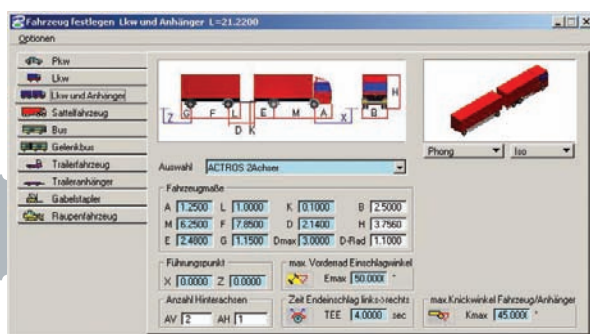 Fahrzeug festlegen Lkw und Anhänger L=21.2200
Optionen
Pkw
Lkw
Lkw und Anhänger
Sattelfahrzeug
Bus
Gelenkbus
Trailerfahrzeug
Traileranhänger
Gabelstapler
Raupenfahrzeug
Z G F L E M A X B H
D K
Phong Iso
Auswahl ACTROS 2Achser
Fahrzeugmaße
A 1.2500 L 1.0000 K 0.1000 B 2.5000
M 6.2500 F 7.8500 D 2.1400 H 3.7560
E 2.4800 G 1.1500 Dmax 3.0000 D-Rad 1.1000
Führungspunkt
X 0.0000 Z 0.0000
max. Vorderrad Einschlagwinkel
Emax 50.000( °
Anzahl Hinterachsen
AV 2 AH 1
Zeit Endeinschlag links->rechts
TEE 4.0000 sec
max.Knickwinkel Fahrzeug/Anhänger
Kmax 45.000( °